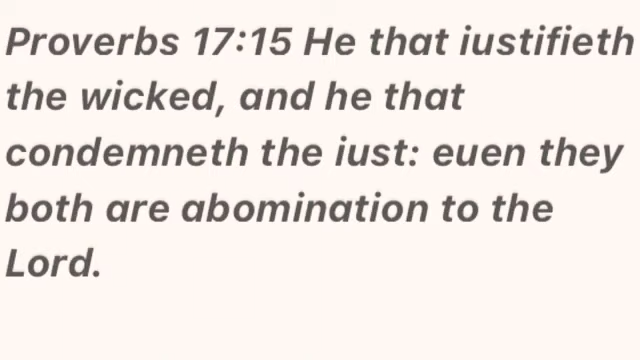 Proverbs 17:15 He that iustifieth
the wicked, and he that
condemneth the iust: euen they
both are abomination to the
Lord.